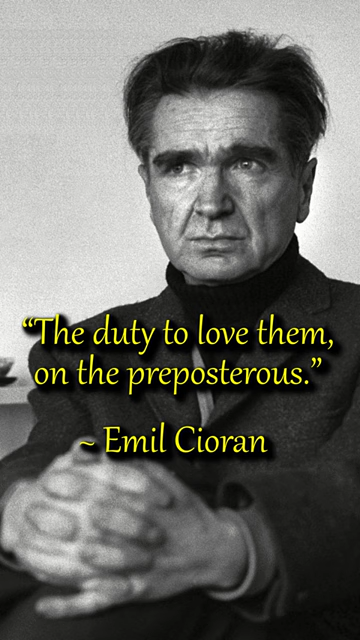 “The duty to love them,
on the preposterous.”
~ Emil Cioran